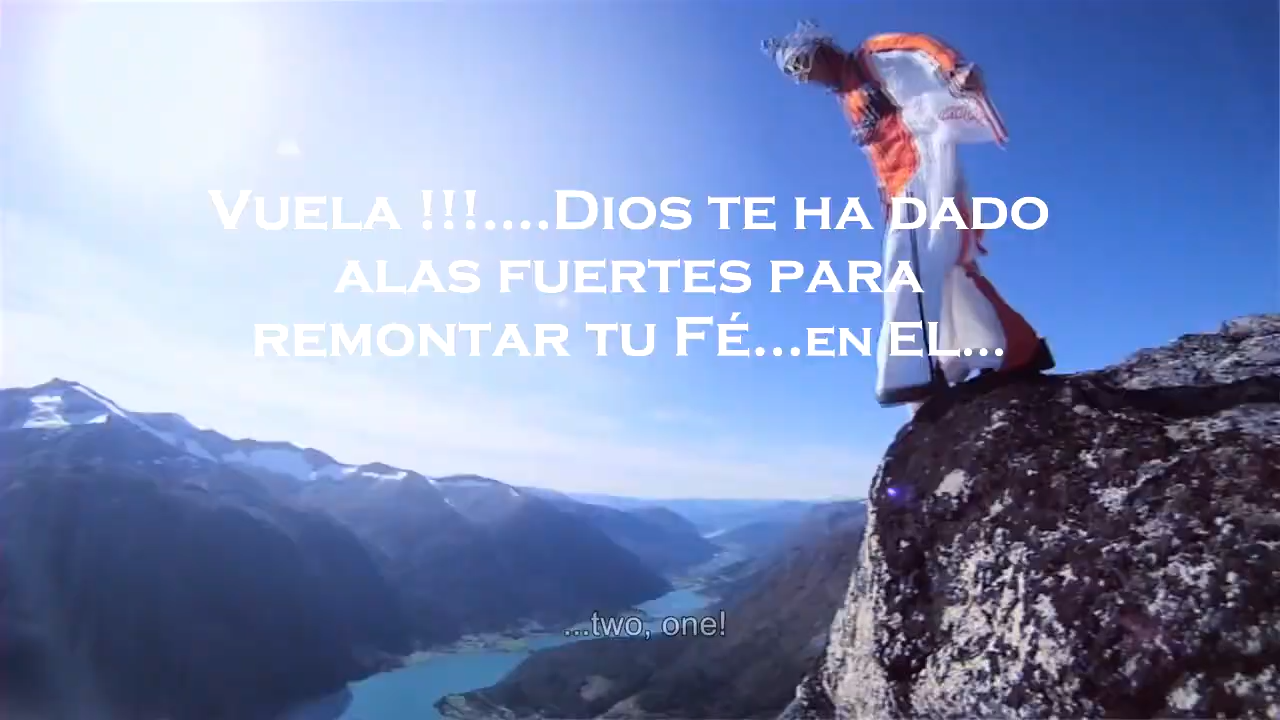 Vuela !!!....Dios te ha dado
alas fuertes para
remontar tu Fé...en EL...
...two, one!